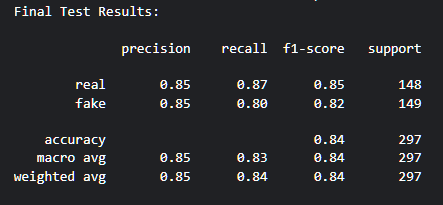 Final Test Results:
precision recall f1-score support
real 0.85 0.87 0.85 148
fake 0.85 0.80 0.82 149
accuracy 0.84 297
macro avg 0.85 0.83 0.84 297
weighted avg 0.85 0.84 0.84 297